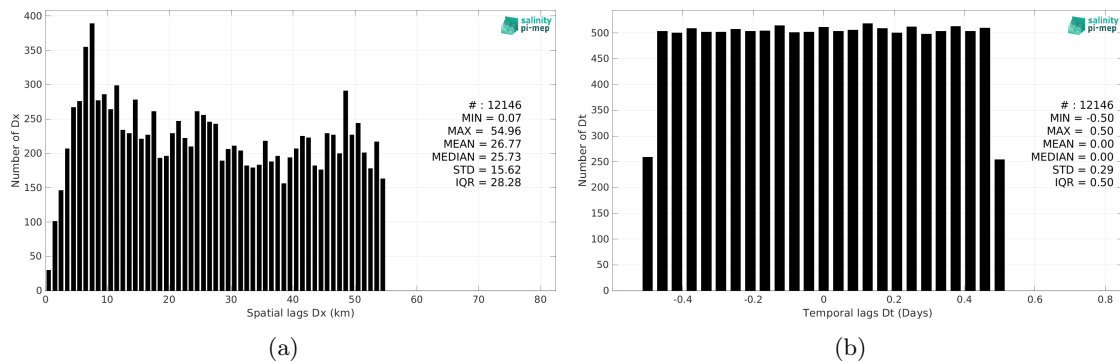 400
350
300
250
200
150
100
50
0
Number of Dx
0 10 20 30 40 50 60 70 80
Spatial lags Dx (km)
salinity
pi-mep
# : 12146
MIN = 0.07
MAX = 54.96
MEAN = 26.77
MEDIAN = 25.73
STD = 15.62
IQR = 28.28
(a)
500
450
400
350
300
250
200
150
100
50
0
Number of Dt
-0.4 -0.2 0 0.2 0.4 0.6 0.8
Temporal lags Dt (Days)
salinity
pi-mep
# : 12146
MIN = -0.50
MAX = 0.50
MEAN = 0.00
MEDIAN = 0.00
STD = 0.29
IQR = 0.50
(b)